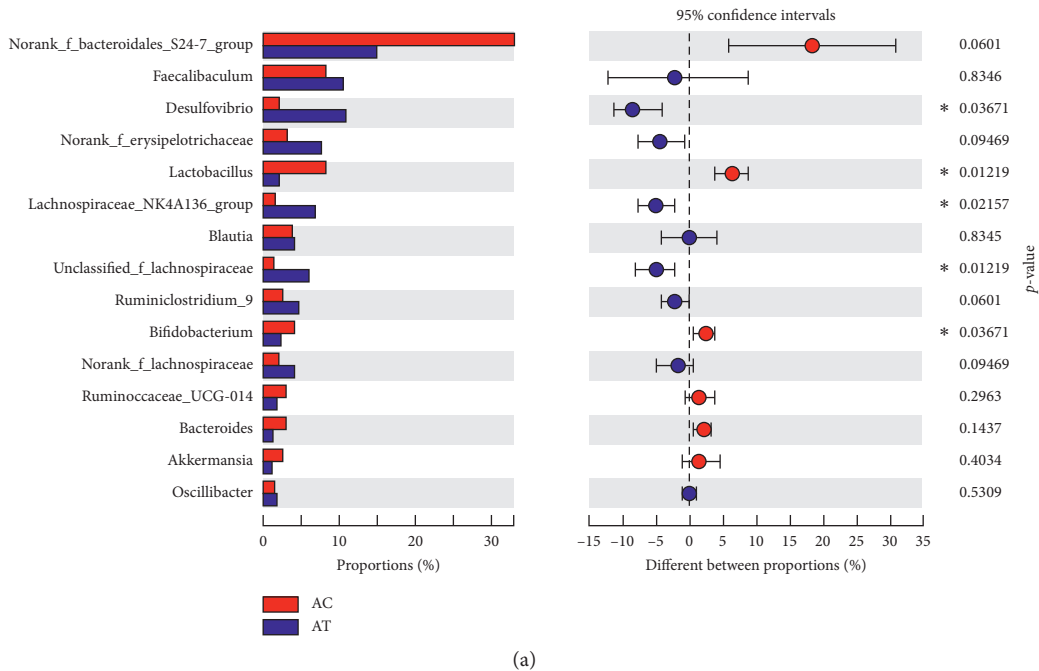 95% confidence intervals
Norank_f_bacteroidales_S24-7_group 0.0601
Faecalibaculum 0.8346
Desulfovibrio * 0.03671
Norank_f_erysipelotrichaceae 0.09469
Lactobacillus * 0.01219
Lachnospiraceae_NK4A136_group * 0.02157
Blautia 0.8345
Unclassified_f_lachnospiraceae * 0.01219
Ruminiclostridium_9 0.0601
Bifidobacterium * 0.03671
Norank_f_lachnospiraceae 0.09469
Ruminoccaceae_UCG-014 0.2963
Bacteroides 0.1437
Akkermansia 0.4034
Oscillibacter 0.5309
p-value
0 10 20 30 −15 −10 −5 0 5 10 15 20 25 30 35
Proportions (%) Different between proportions (%)
AC
AT
(a)